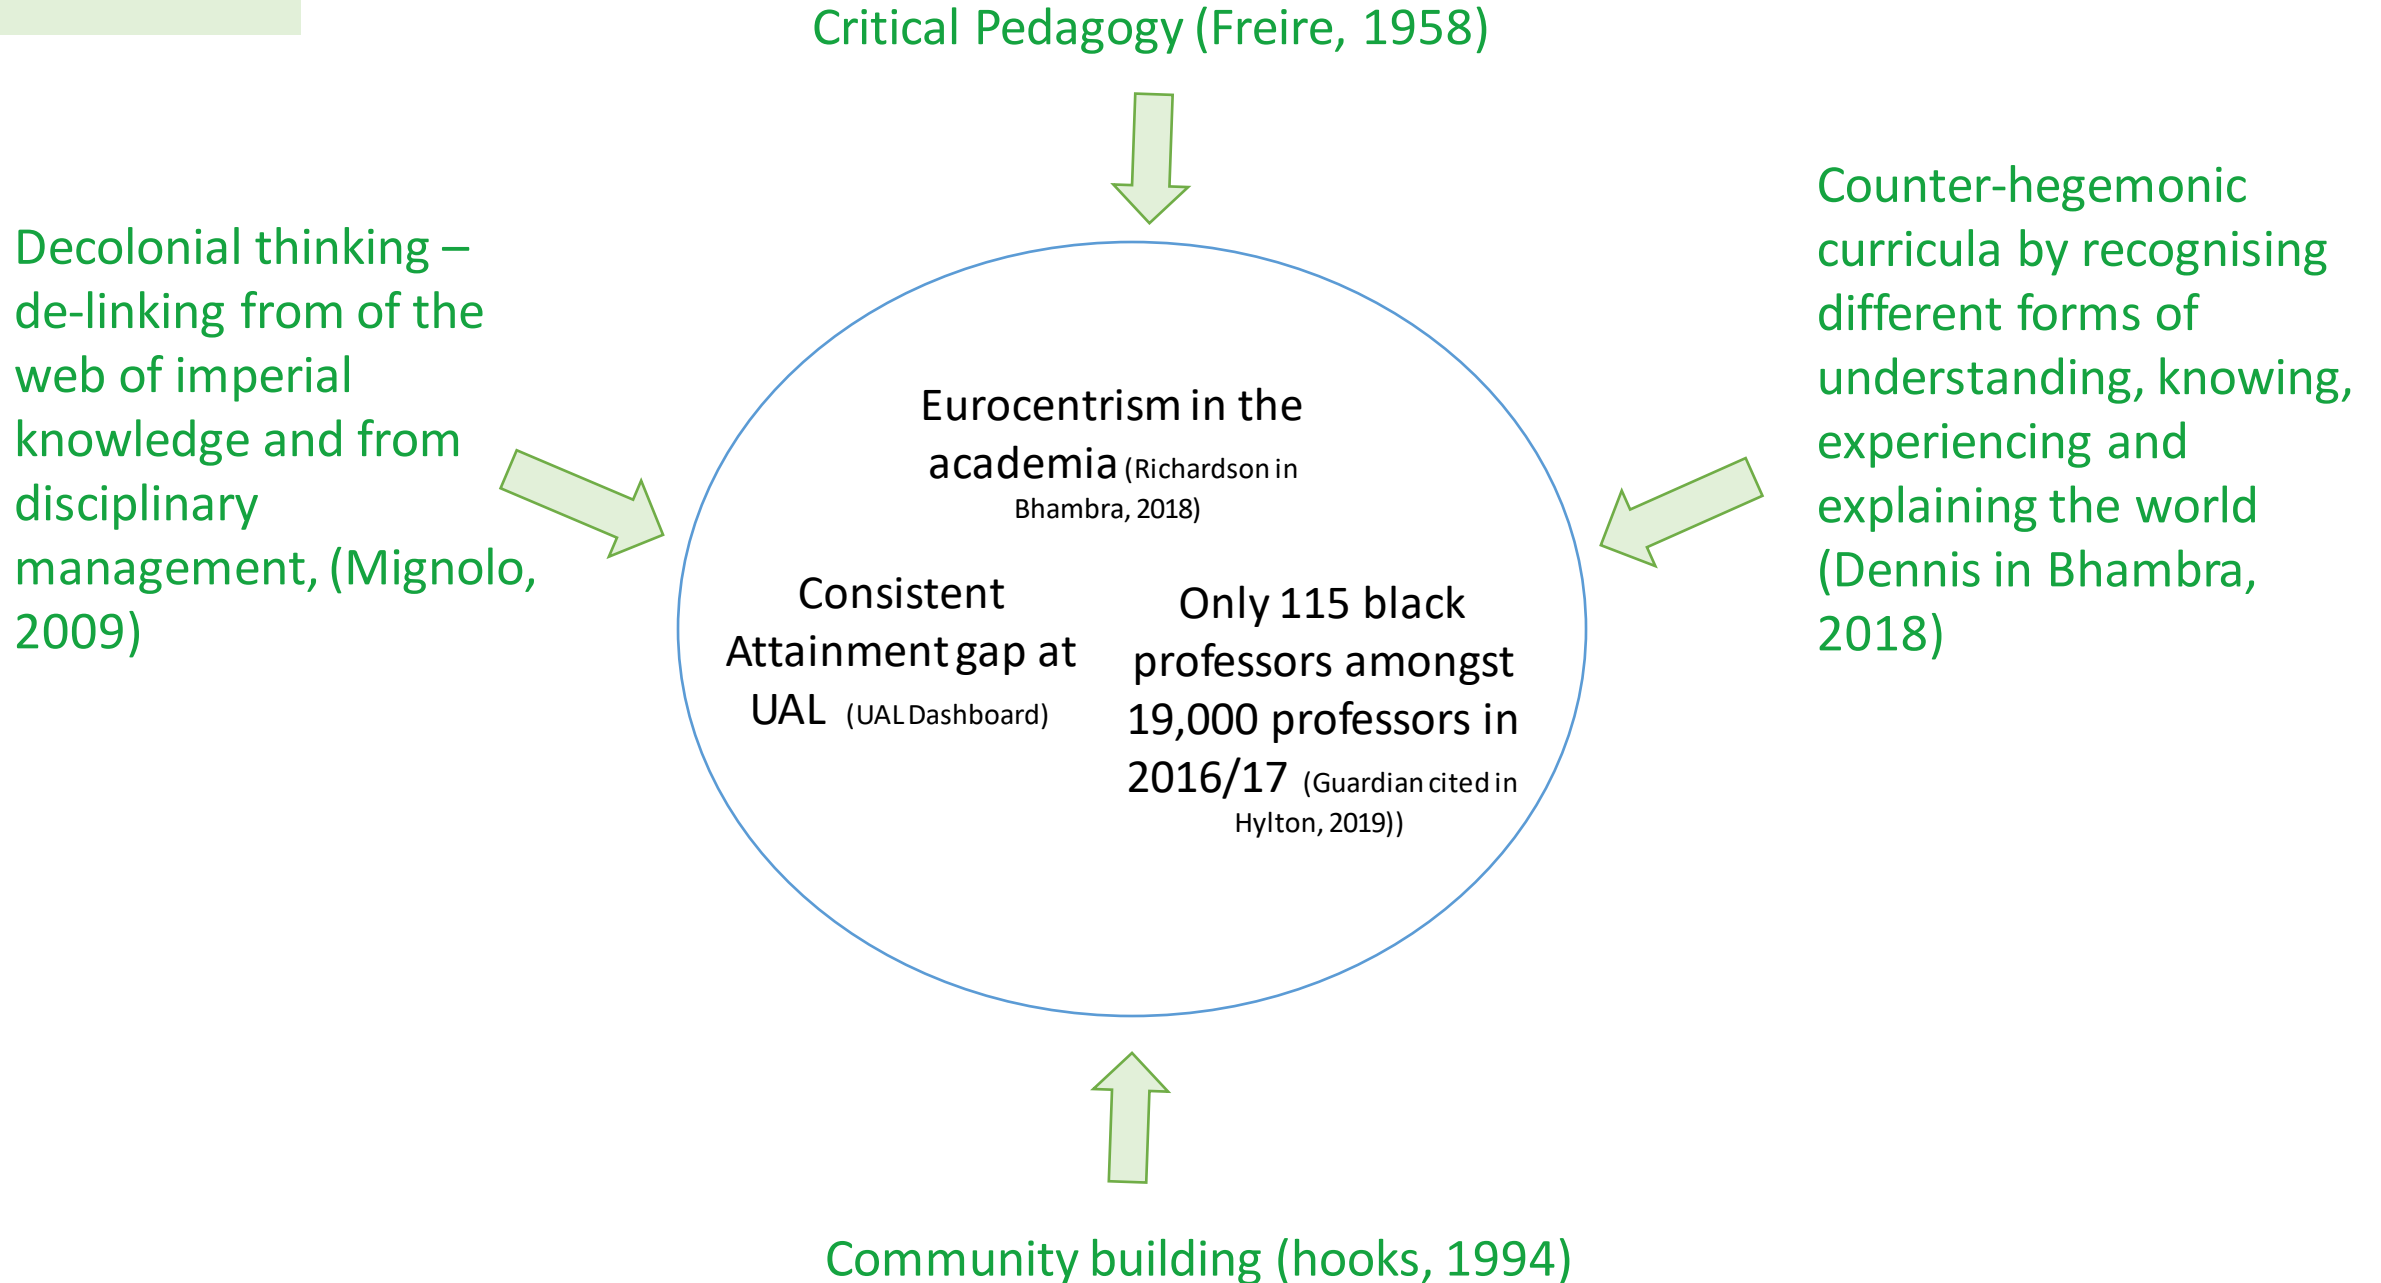 Critical Pedagogy (Freire, 1958)
Decolonial thinking –
de-linking from of the
web of imperial
knowledge and from
disciplinary
management, (Mignolo,
2009)
Counter-hegemonic
curricula by recognising
different forms of
understanding, knowing,
experiencing and
explaining the world
(Dennis in Bhambra,
2018)
Eurocentrism in the
academia (Richardson in
Bhambra, 2018)
Consistent
Attainment gap at
UAL (UAL Dashboard)
Only 115 black
professors amongst
19,000 professors in
2016/17 (Guardian cited in
Hylton, 2019))
Community building (hooks, 1994)